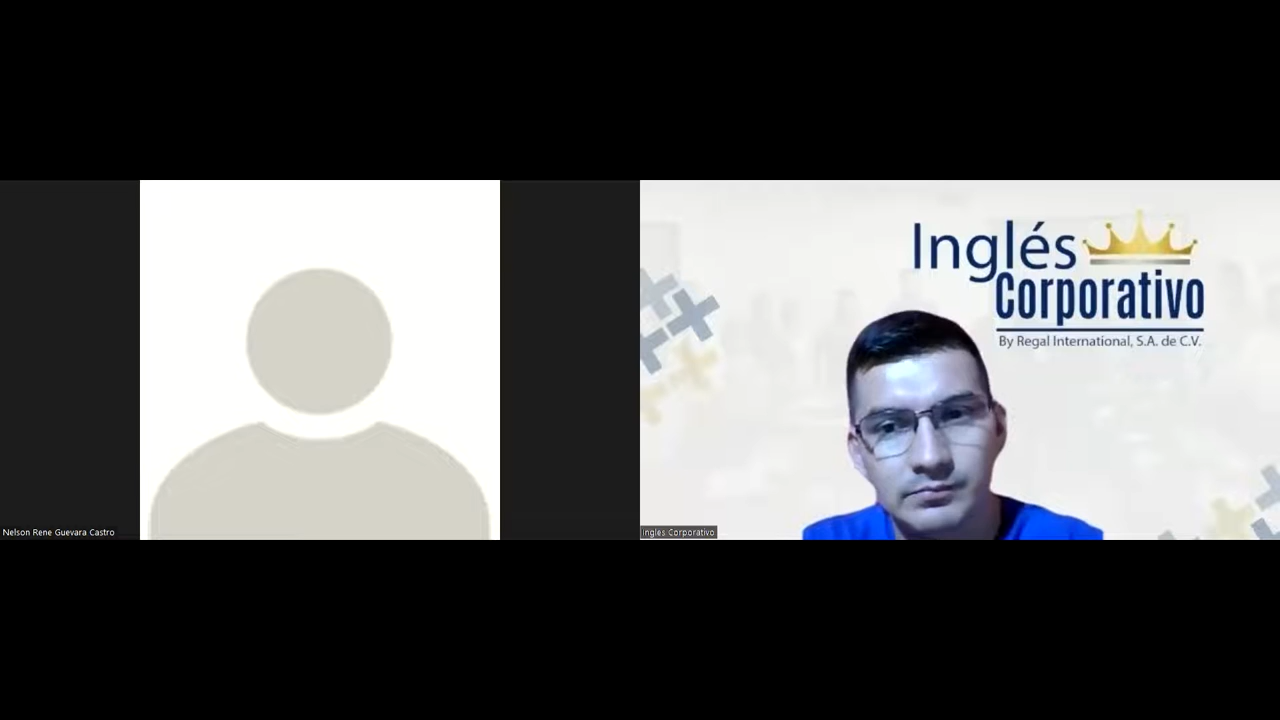 Inglés
Corporativo
By Regal International, S.A. de C.V.
Nelson Rene Guevara Castro
ingles Corporativo